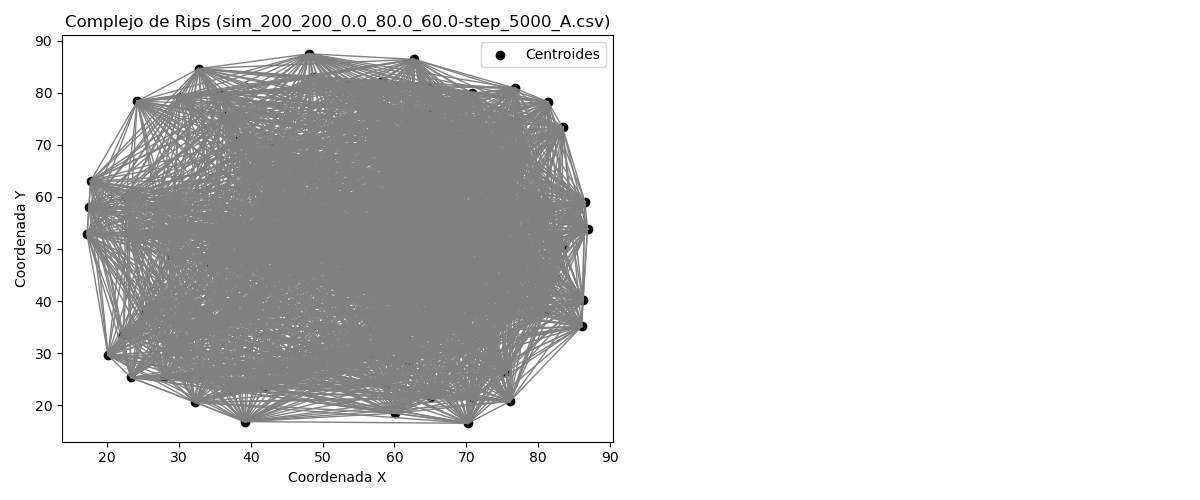 Complejo de Rips (sim_200_200_0.0_80.0_60.0-step_5000_A.csv)
Centroides
90
80
70
60
50
40
30
20
Coordenada Y
20 30 40 50 60 70 80 90
Coordenada X